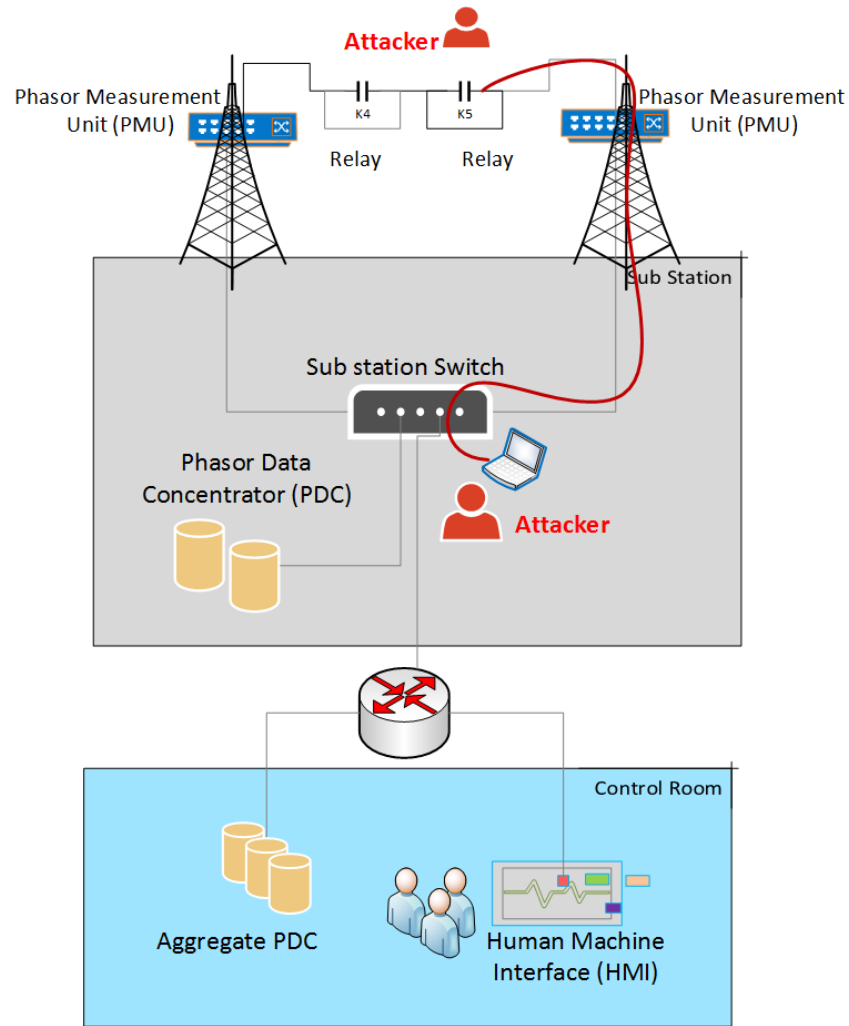 Attacker
Phasor Measurement
Unit (PMU)
K4
K5
Phasor Measurement
Unit (PMU)
Relay
Relay
Sub Station
Sub station Switch
Phasor Data
Concentrator (PDC)
Attacker
Control Room
Aggregate PDC
Human Machine
Interface (HMI)